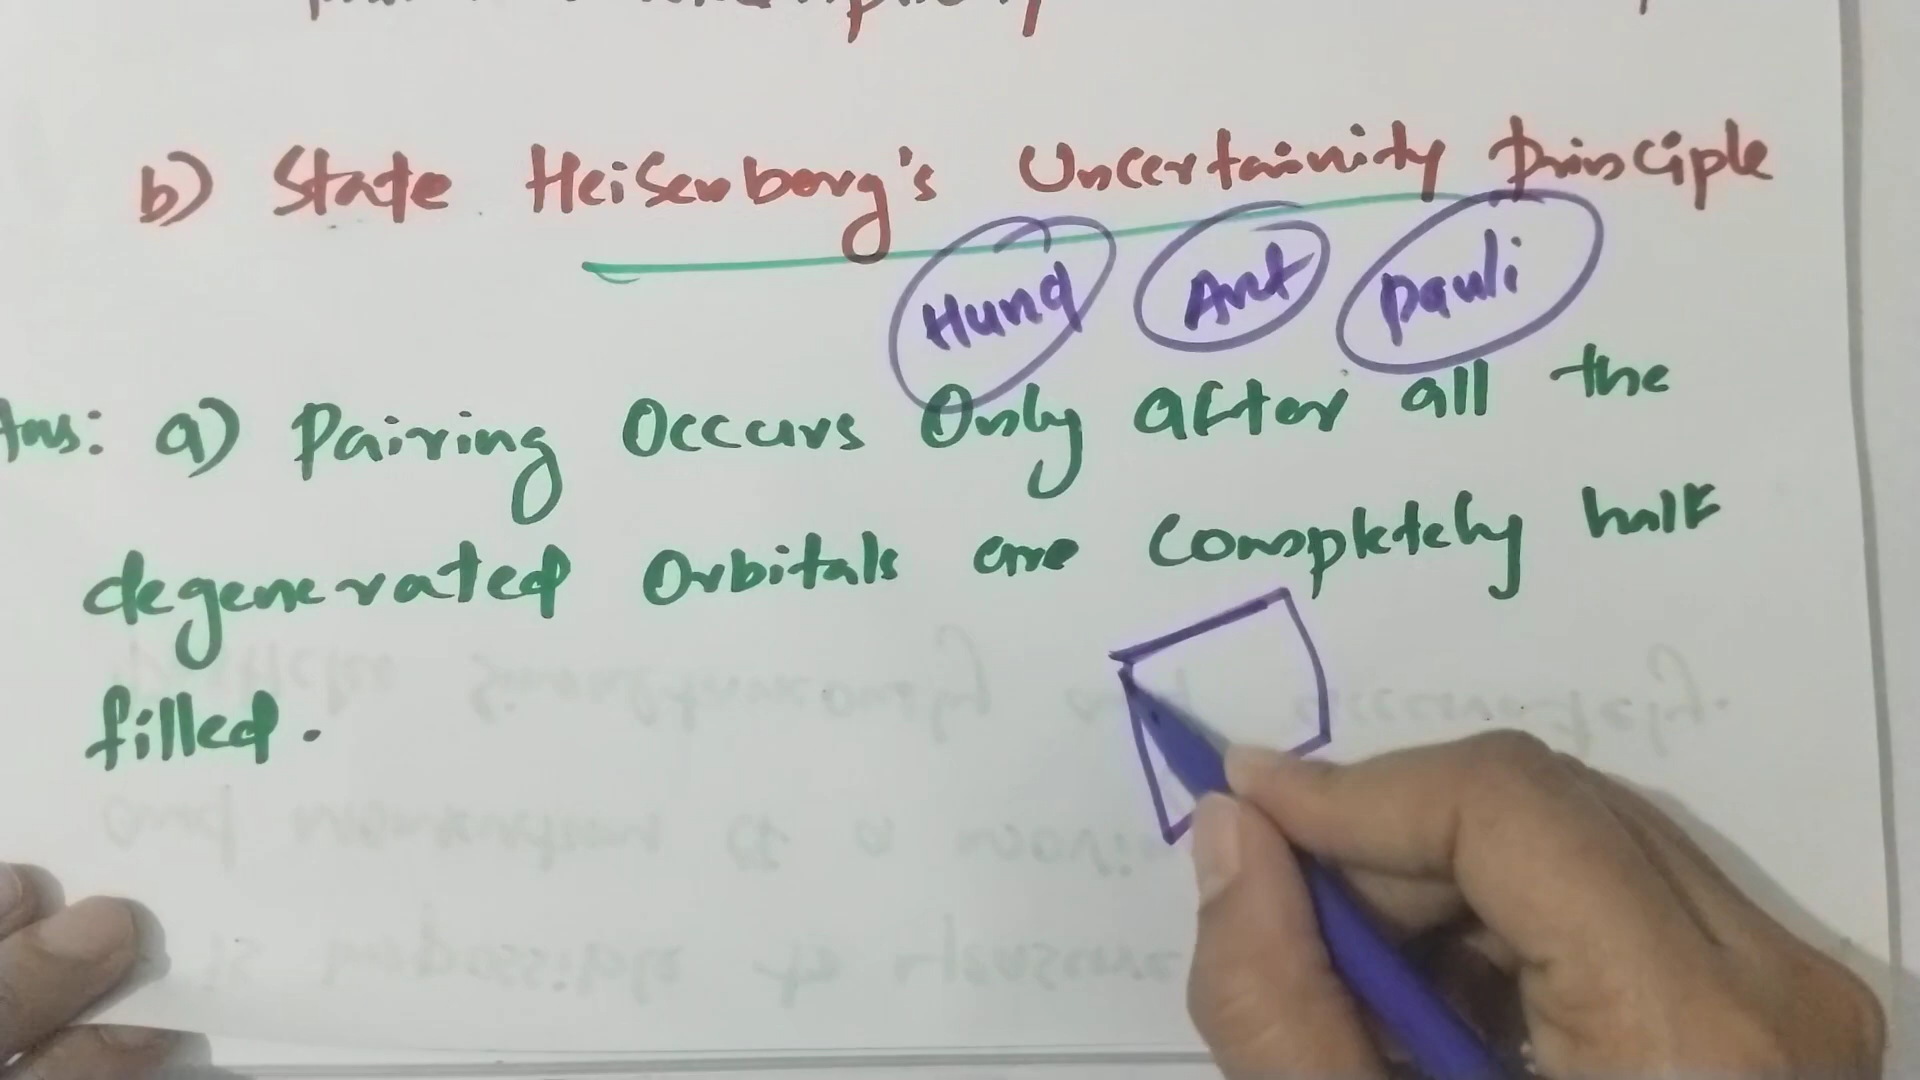 b) State Heisenberg's Uncertainity Principle
Hund Ant Pauli
Ans: a) Pairing Occurs Only after all the
degenerated Orbitals are Completely half
filled.